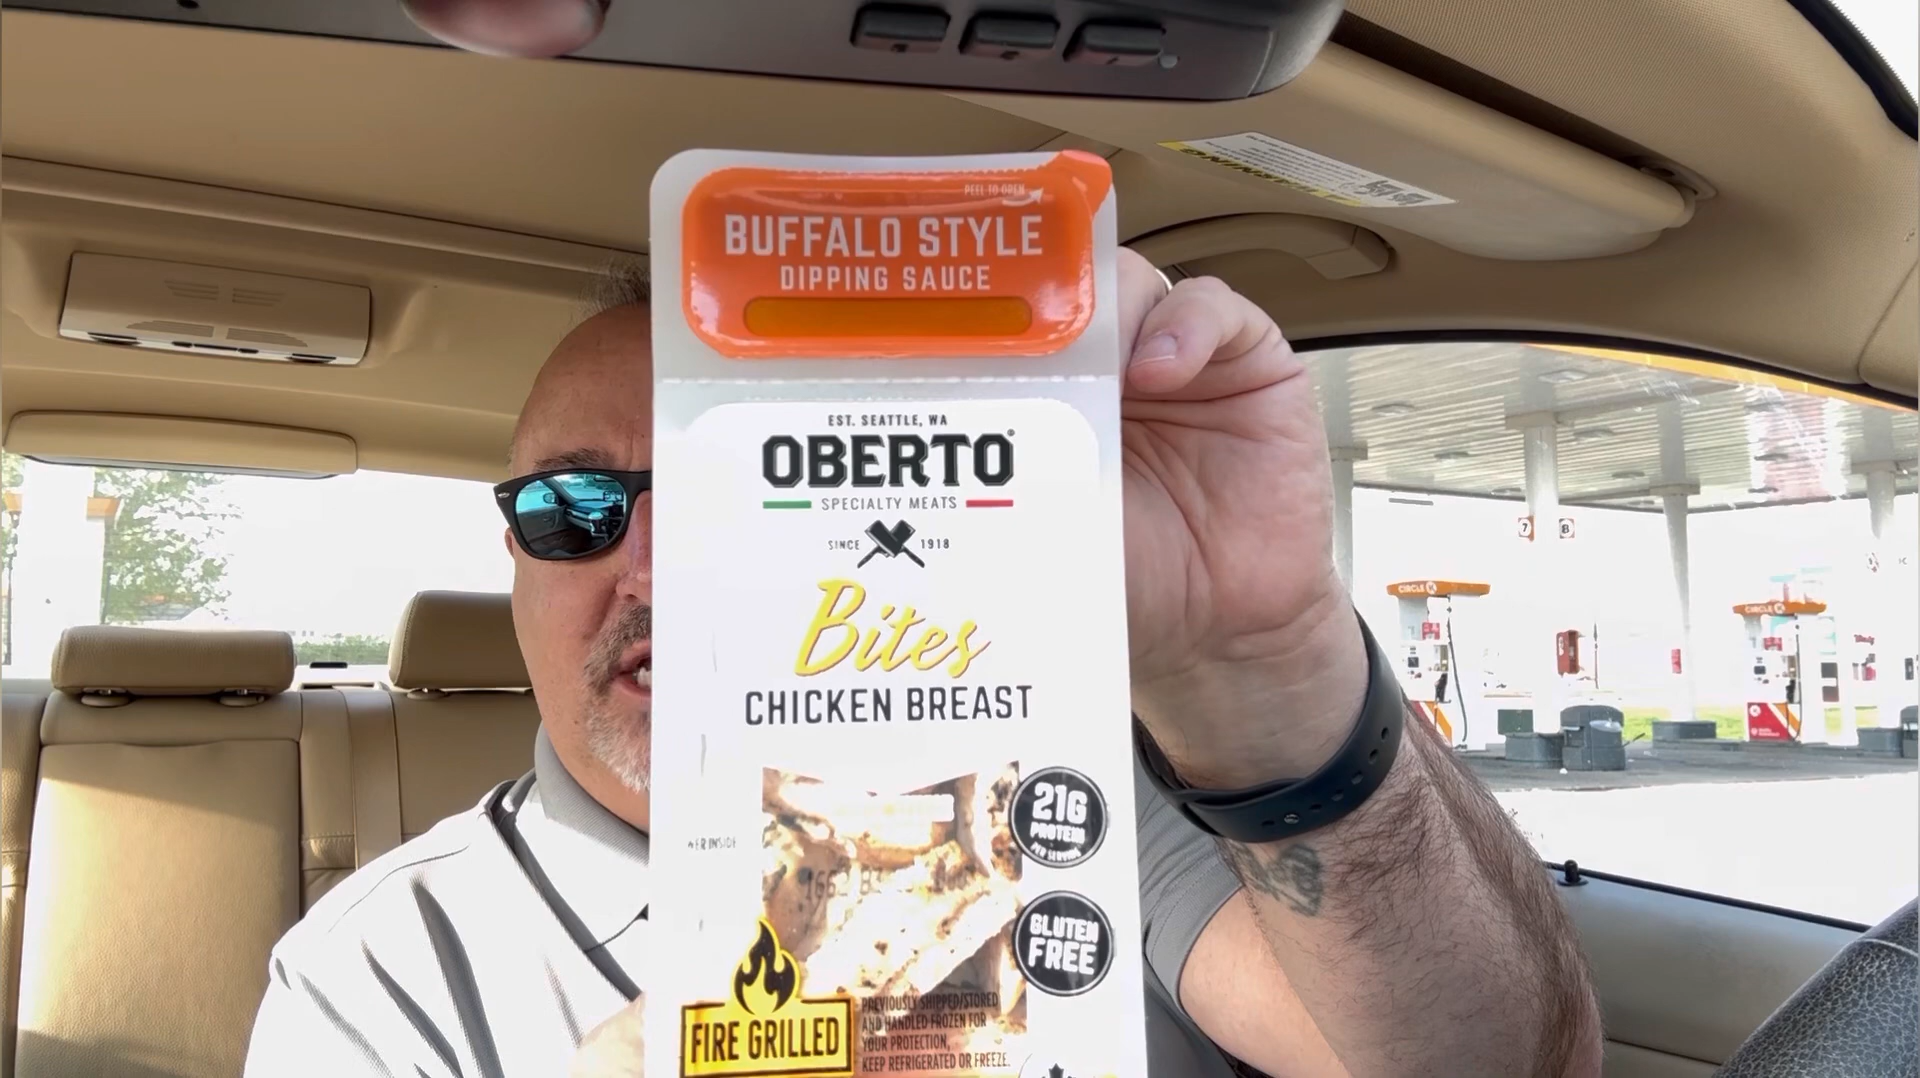 PEEL TO OPEN
BUFFALO STYLE
DIPPING SAUCE
EST. SEATTLE, WA
OBERTO®
SPECIALTY MEATS
SINCE 1918
Bites
CHICKEN BREAST
21G
PROTEIN
PER SERVING
GLUTEN
FREE
INSIDE
FIRE GRILLED
PREVIOUSLY SHIPPED/STORED
AND HANDLED FROZEN FOR
YOUR PROTECTION,
KEEP REFRIGERATED OR FREEZE.
WARNING
7
8
CIRCLE K
CIRCLE K